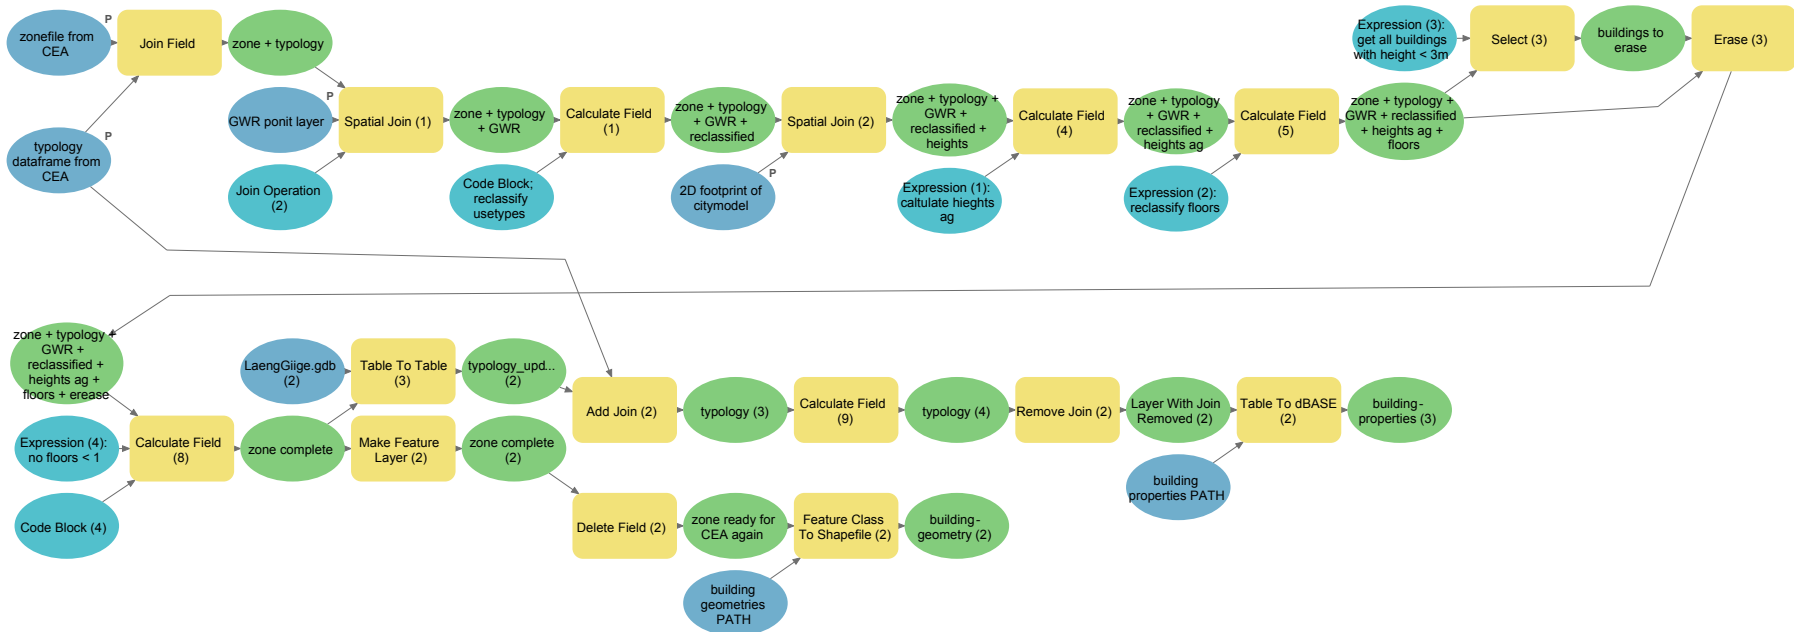 P
zonefile from
CEA
Join Field
zone + typology
P
typology
dataframe from
CEA
P
GWR ponit layer
Join Operation
(2)
Spatial Join (1)
zone + typology
+ GWR
Code Block;
reclassify
usetypes
Calculate Field
(1)
zone + typology
+ GWR +
reclassified
2D footprint of
citymodel
P
Spatial Join (2)
zone + typology +
GWR +
reclassified +
heights
Expression (1):
caltulate hieghts
ag
Calculate Field
(4)
zone + typology
+ GWR +
reclassified +
heights ag
Expression (2):
reclassify floors
Calculate Field
(5)
zone + typology +
GWR + reclassified
+ heights ag +
floors
Expression (3):
get all buildings
with height < 3m
Select (3)
buildings to
erase
Erase (3)
zone + typology +
GWR +
reclassified +
heights ag +
floors + erease
Expression (4):
no floors < 1
Code Block (4)
Calculate Field
(8)
zone complete
LaengGiige.gdb
(2)
Table To Table
(3)
typology_upd...
(2)
Make Feature
Layer (2)
zone complete
(2)
Add Join (2)
typology (3)
Calculate Field
(9)
typology (4)
Remove Join (2)
Layer With Join
Removed (2)
building
properties PATH
Table To dBASE
(2)
building-
properties (3)
Delete Field (2)
zone ready for
CEA again
building
geometries
PATH
Feature Class
To Shapefile (2)
building-
geometry (2)